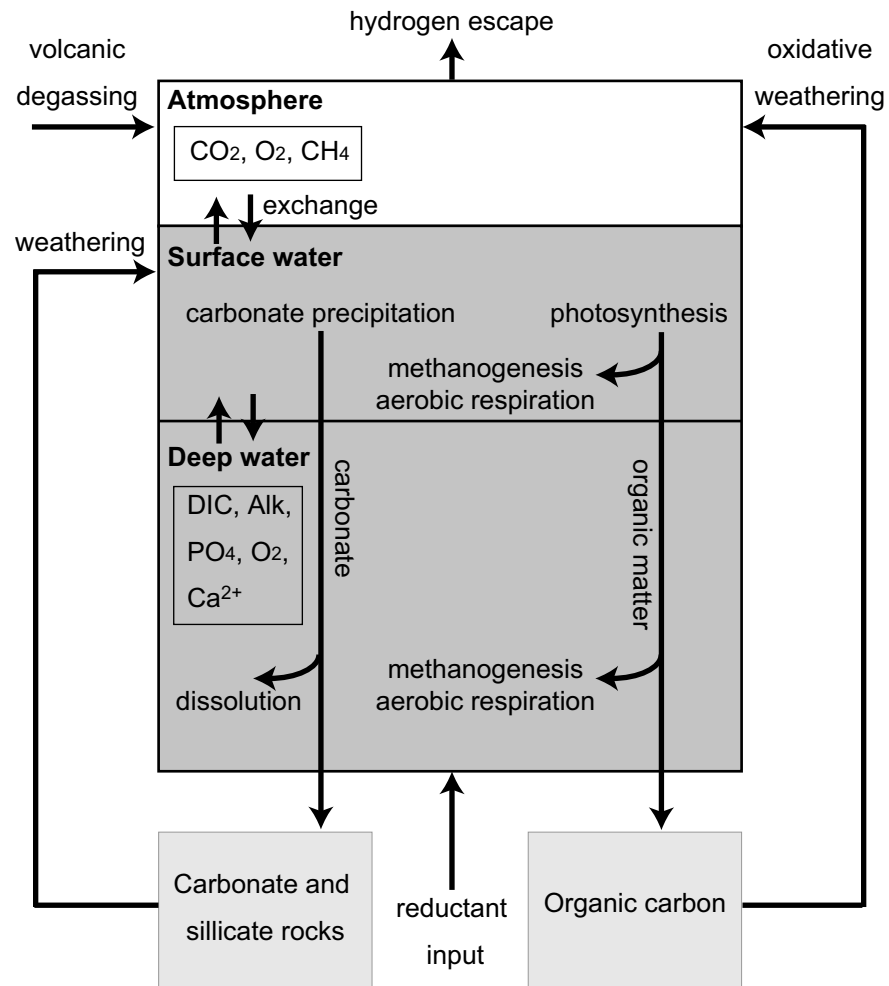 hydrogen escape
volcanic
degassing
oxidative
weathering
Atmosphere
CO₂, O₂, CH₄
exchange
weathering
Surface water
carbonate precipitation
photosynthesis
methanogenesis
aerobic respiration
Deep water
DIC, Alk,
PO₄, O₂,
Ca²⁺
carbonate
organic matter
dissolution
methanogenesis
aerobic respiration
Carbonate and
sillicate rocks
reductant
input
Organic carbon